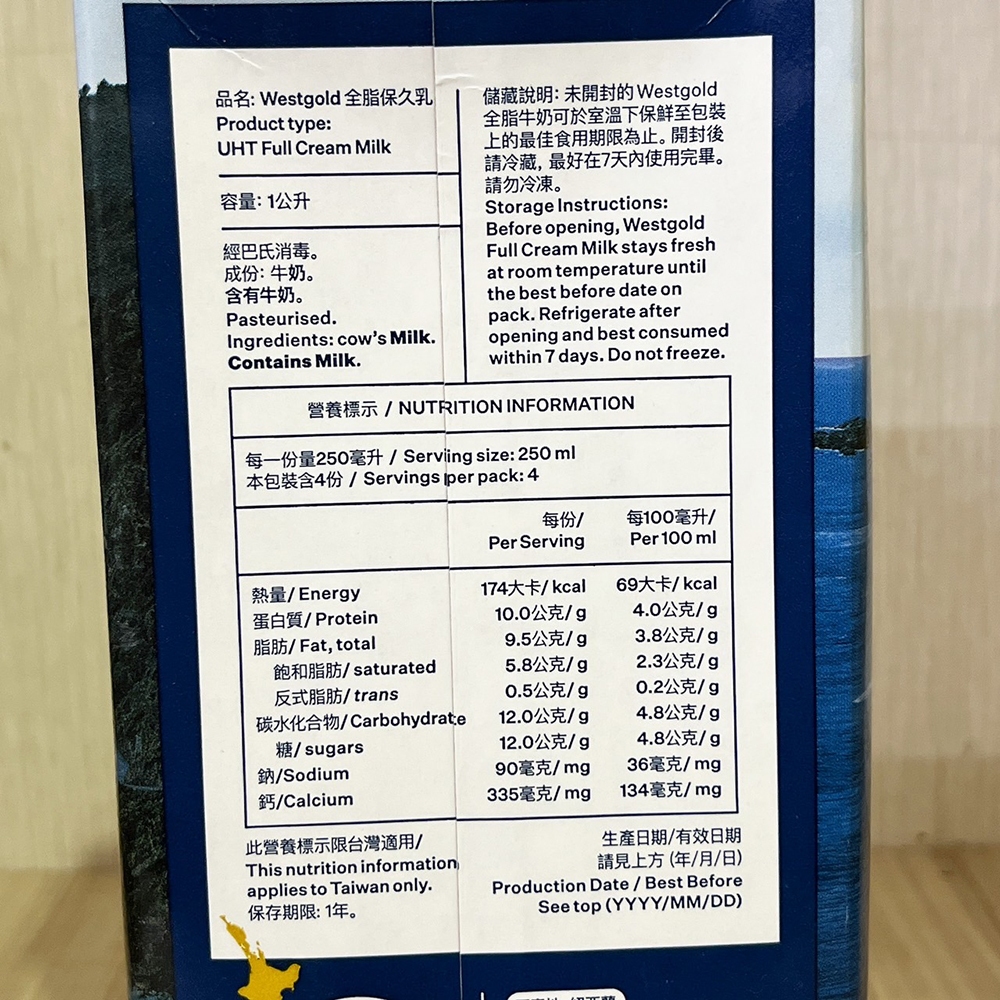 品名: Westgold 全脂保久乳
Product type:
UHT Full Cream Milk
容量: 1公升
經巴氏消毒。
成份: 牛奶。
含有牛奶。
Pasteurised.
Ingredients: cow's Milk.
Contains Milk.
儲藏說明: 未開封的 Westgold
全脂牛奶可於室溫下保鮮至包裝
上的最佳食用期限為止。開封後
請冷藏, 最好在7天內使用完畢。
請勿冷凍。
Storage Instructions:
Before opening, Westgold
Full Cream Milk stays fresh
at room temperature until
the best before date on
pack. Refrigerate after
opening and best consumed
within 7 days. Do not freeze.
營養標示 / NUTRITION INFORMATION
每一份量250毫升 / Serving size: 250 ml
本包裝含4份 / Servings per pack: 4
每份/ 每100毫升/
Per Serving Per 100 ml
熱量/ Energy 174大卡/ kcal 69大卡/ kcal
蛋白質/ Protein 10.0公克/ g 4.0公克/ g
脂肪/ Fat, total 9.5公克/ g 3.8公克/ g
飽和脂肪/ saturated 5.8公克/ g 2.3公克/ g
反式脂肪/ trans 0.5公克/ g 0.2公克/ g
碳水化合物/ Carbohydrate 12.0公克/ g 4.8公克/ g
糖/ sugars 12.0公克/ g 4.8公克/ g
鈉/Sodium 90毫克/ mg 36毫克/ mg
鈣/Calcium 335毫克/ mg 134毫克/ mg
此營養標示限台灣適用/
This nutrition information
applies to Taiwan only.
保存期限: 1年。
生產日期/有效日期
請見上方 (年/月/日)
Production Date / Best Before
See top (YYYY/MM/DD)